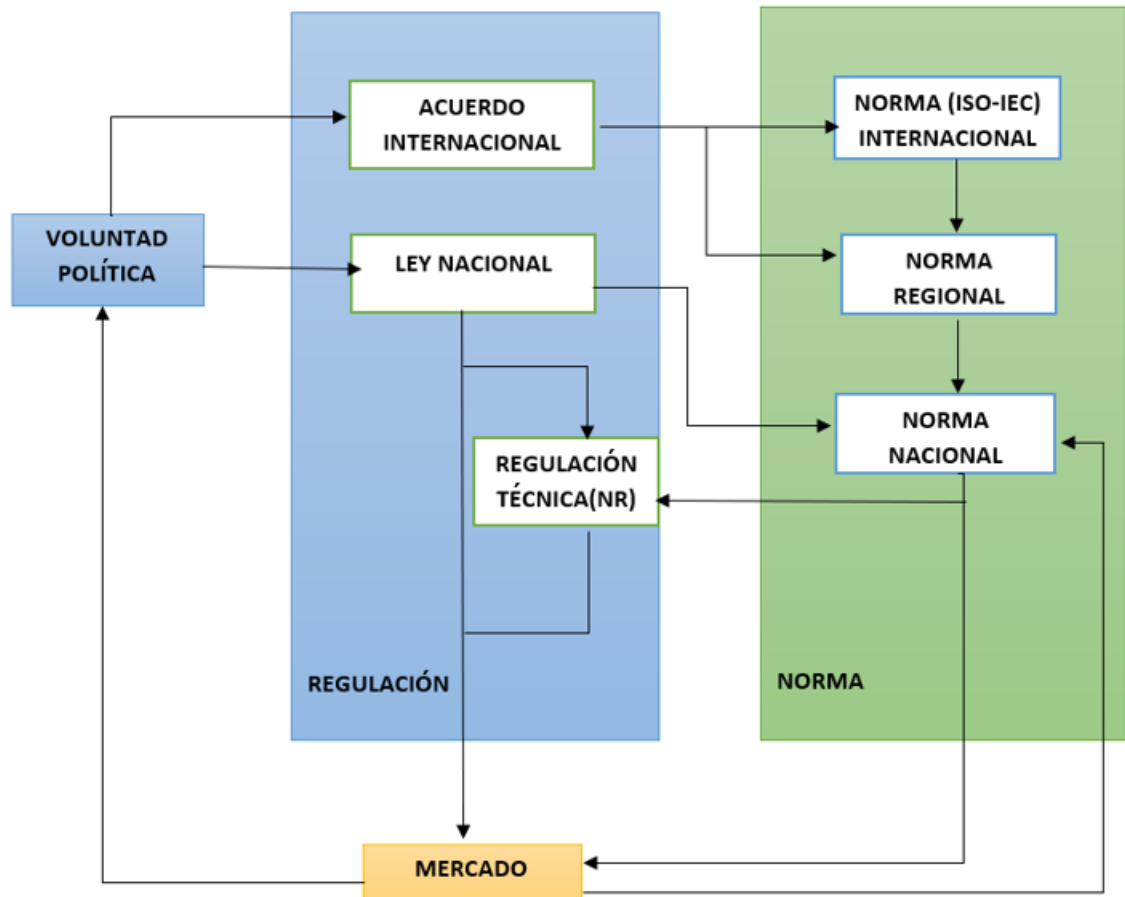 ACUERDO
INTERNACIONAL
NORMA (ISO-IEC)
INTERNACIONAL
VOLUNTAD
POLÍTICA
LEY NACIONAL
NORMA
REGIONAL
NORMA
NACIONAL
REGULACIÓN
TÉCNICA(NR)
REGULACIÓN
NORMA
MERCADO